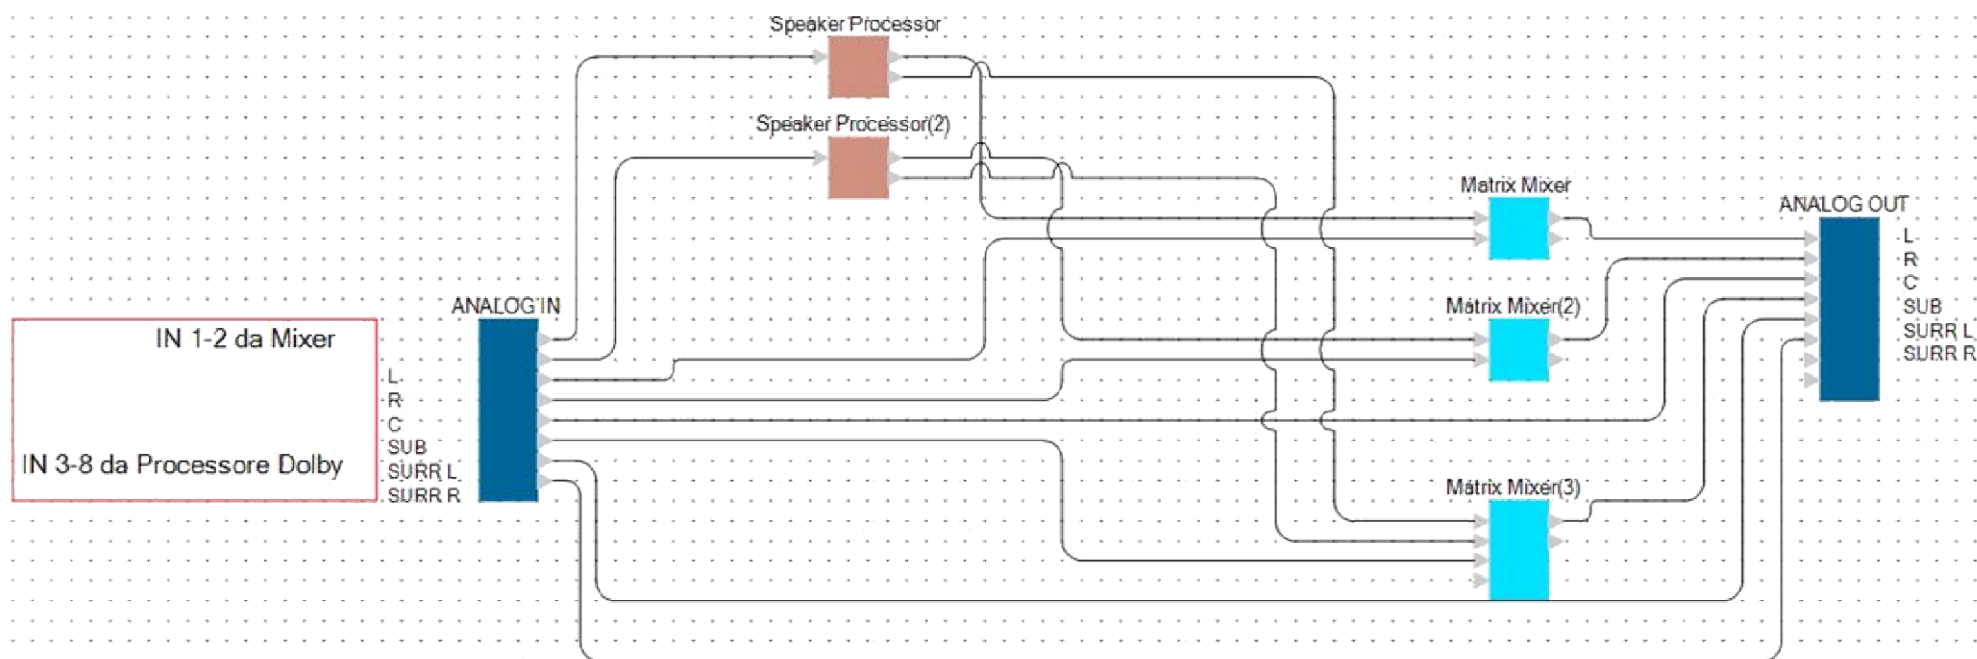 Speaker Processor
Speaker Processor(2)
Matrix Mixer
ANALOG OUT
L
R
C
SUB
SURR L
SURR R
Matrix Mixer(2)
ANALOG IN
IN 1-2 da Mixer
L
R
C
SUB
SURR L
SURR R
IN 3-8 da Processore Dolby
Matrix Mixer(3)